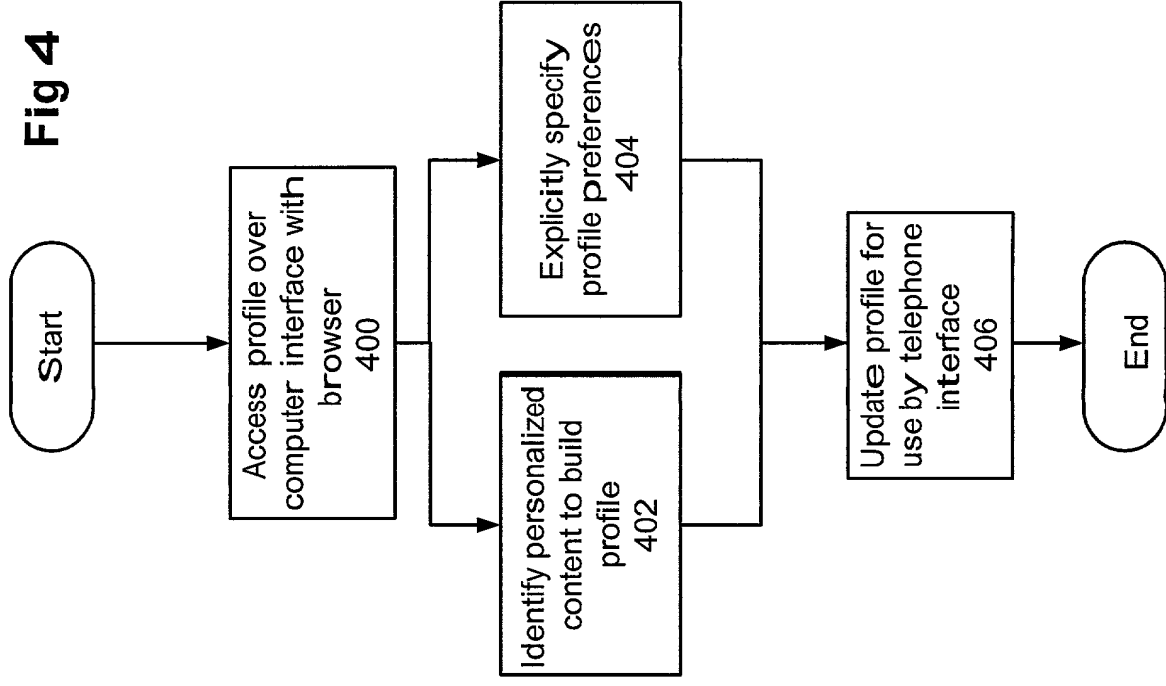 Fig 4
Start
Access profile over
computer interface with
browser
400
Identify personalized
content to build
profile
402
Explicitly specify
profile preferences
404
Update profile for
use by telephone
interface
406
End